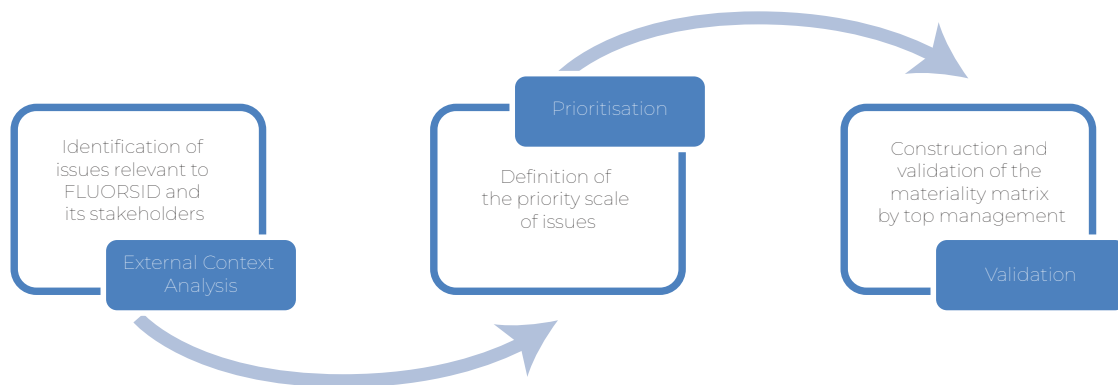 Identification of
issues relevant to
FLUORSID and
its stakeholders
External Context
Analysis
Prioritisation
Definition of
the priority scale
of issues
Construction and
validation of the
materiality matrix
by top management
Validation